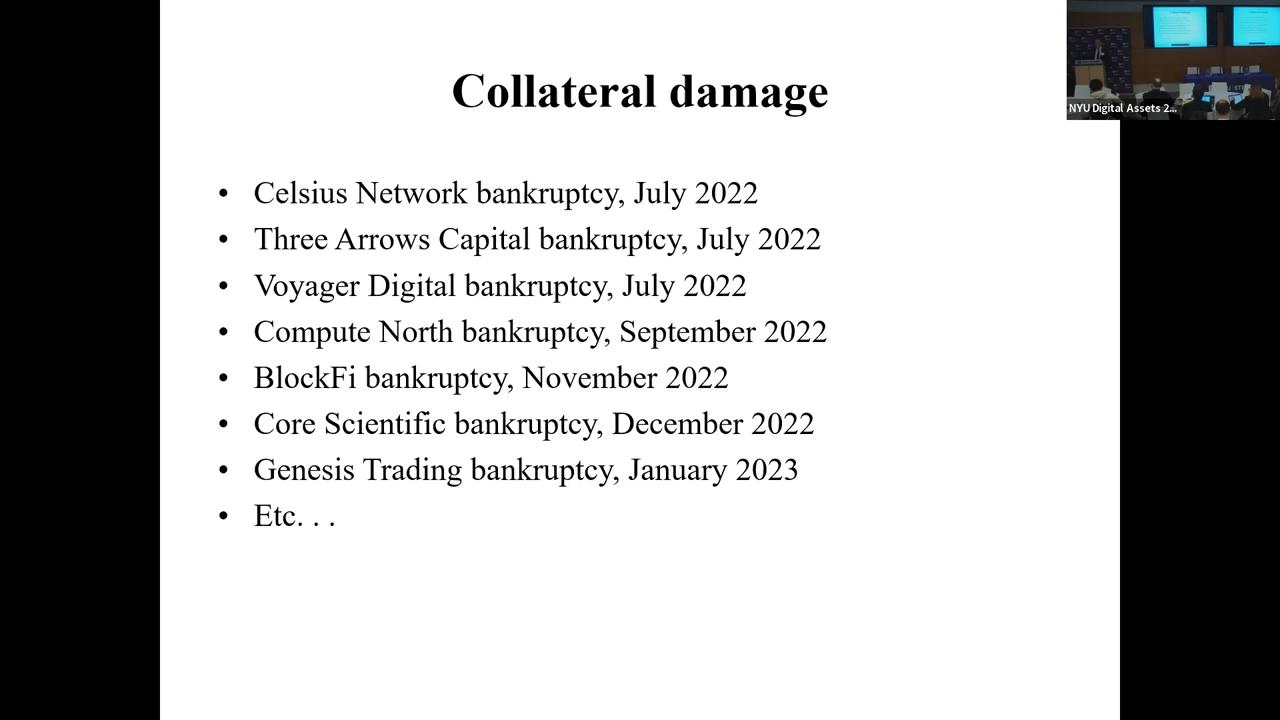 Collateral damage
• Celsius Network bankruptcy, July 2022
• Three Arrows Capital bankruptcy, July 2022
• Voyager Digital bankruptcy, July 2022
• Compute North bankruptcy, September 2022
• BlockFi bankruptcy, November 2022
• Core Scientific bankruptcy, December 2022
• Genesis Trading bankruptcy, January 2023
• Etc. . .
NYU Digital Assets 2...